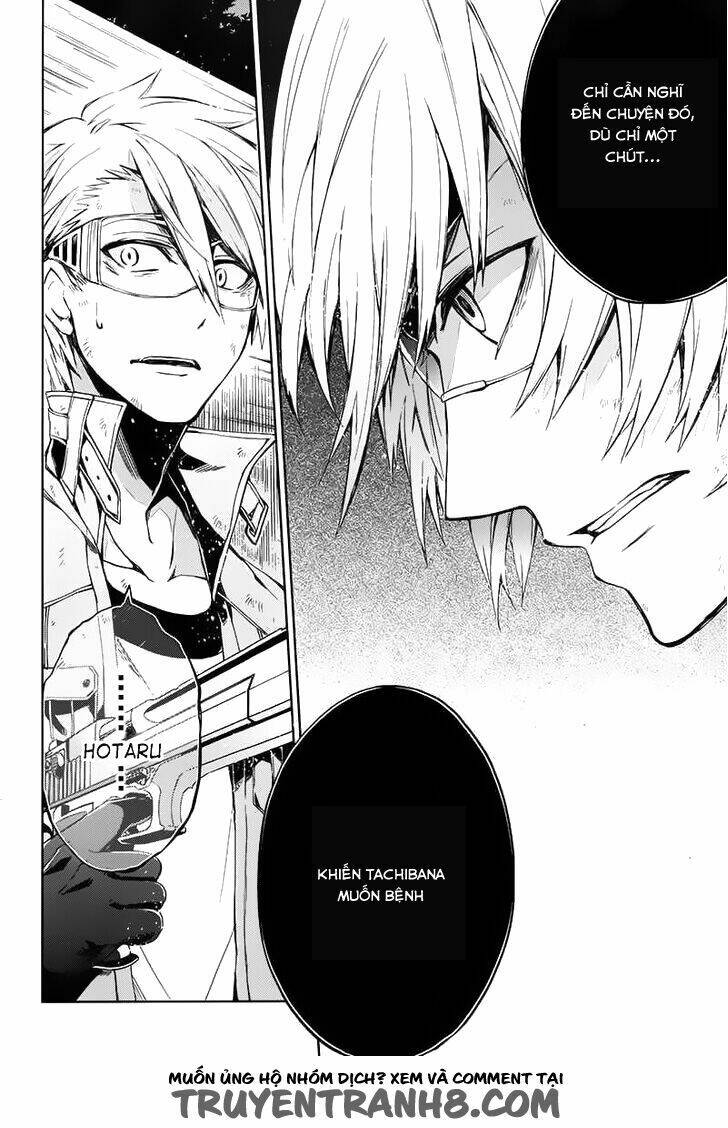 CHỈ CẦN NGHĨ
ĐẾN CHUYỆN ĐÓ,
DÙ CHỈ MỘT
CHÚT...
HOTARU
KHIẾN TACHIBANA
MUỐN BỆNH
MUỐN ỦNG HỘ NHÓM DỊCH? XEM VÀ COMMENT TẠI
TRUYENTRANH8.COM